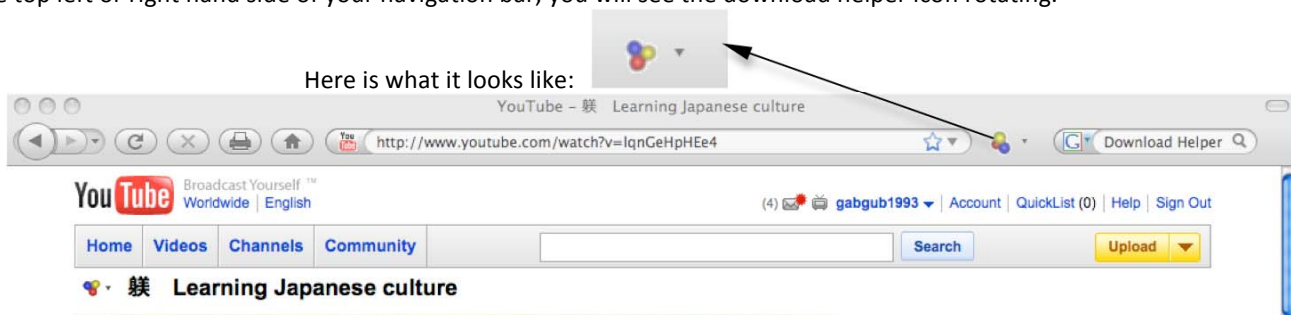 top left or right hand side of your navigation bar, you will see the download helper icon rotating.
Here is what it looks like:
YouTube – 躾 Learning Japanese culture
You Tube http://www.youtube.com/watch?v=lqnGeHpHEe4 G Download Helper
You Tube Broadcast Yourself ™
Worldwide | English
(4) gabgub1993 | Account | QuickList (0) | Help | Sign Out
Home Videos Channels Community Search Upload
躾 Learning Japanese culture